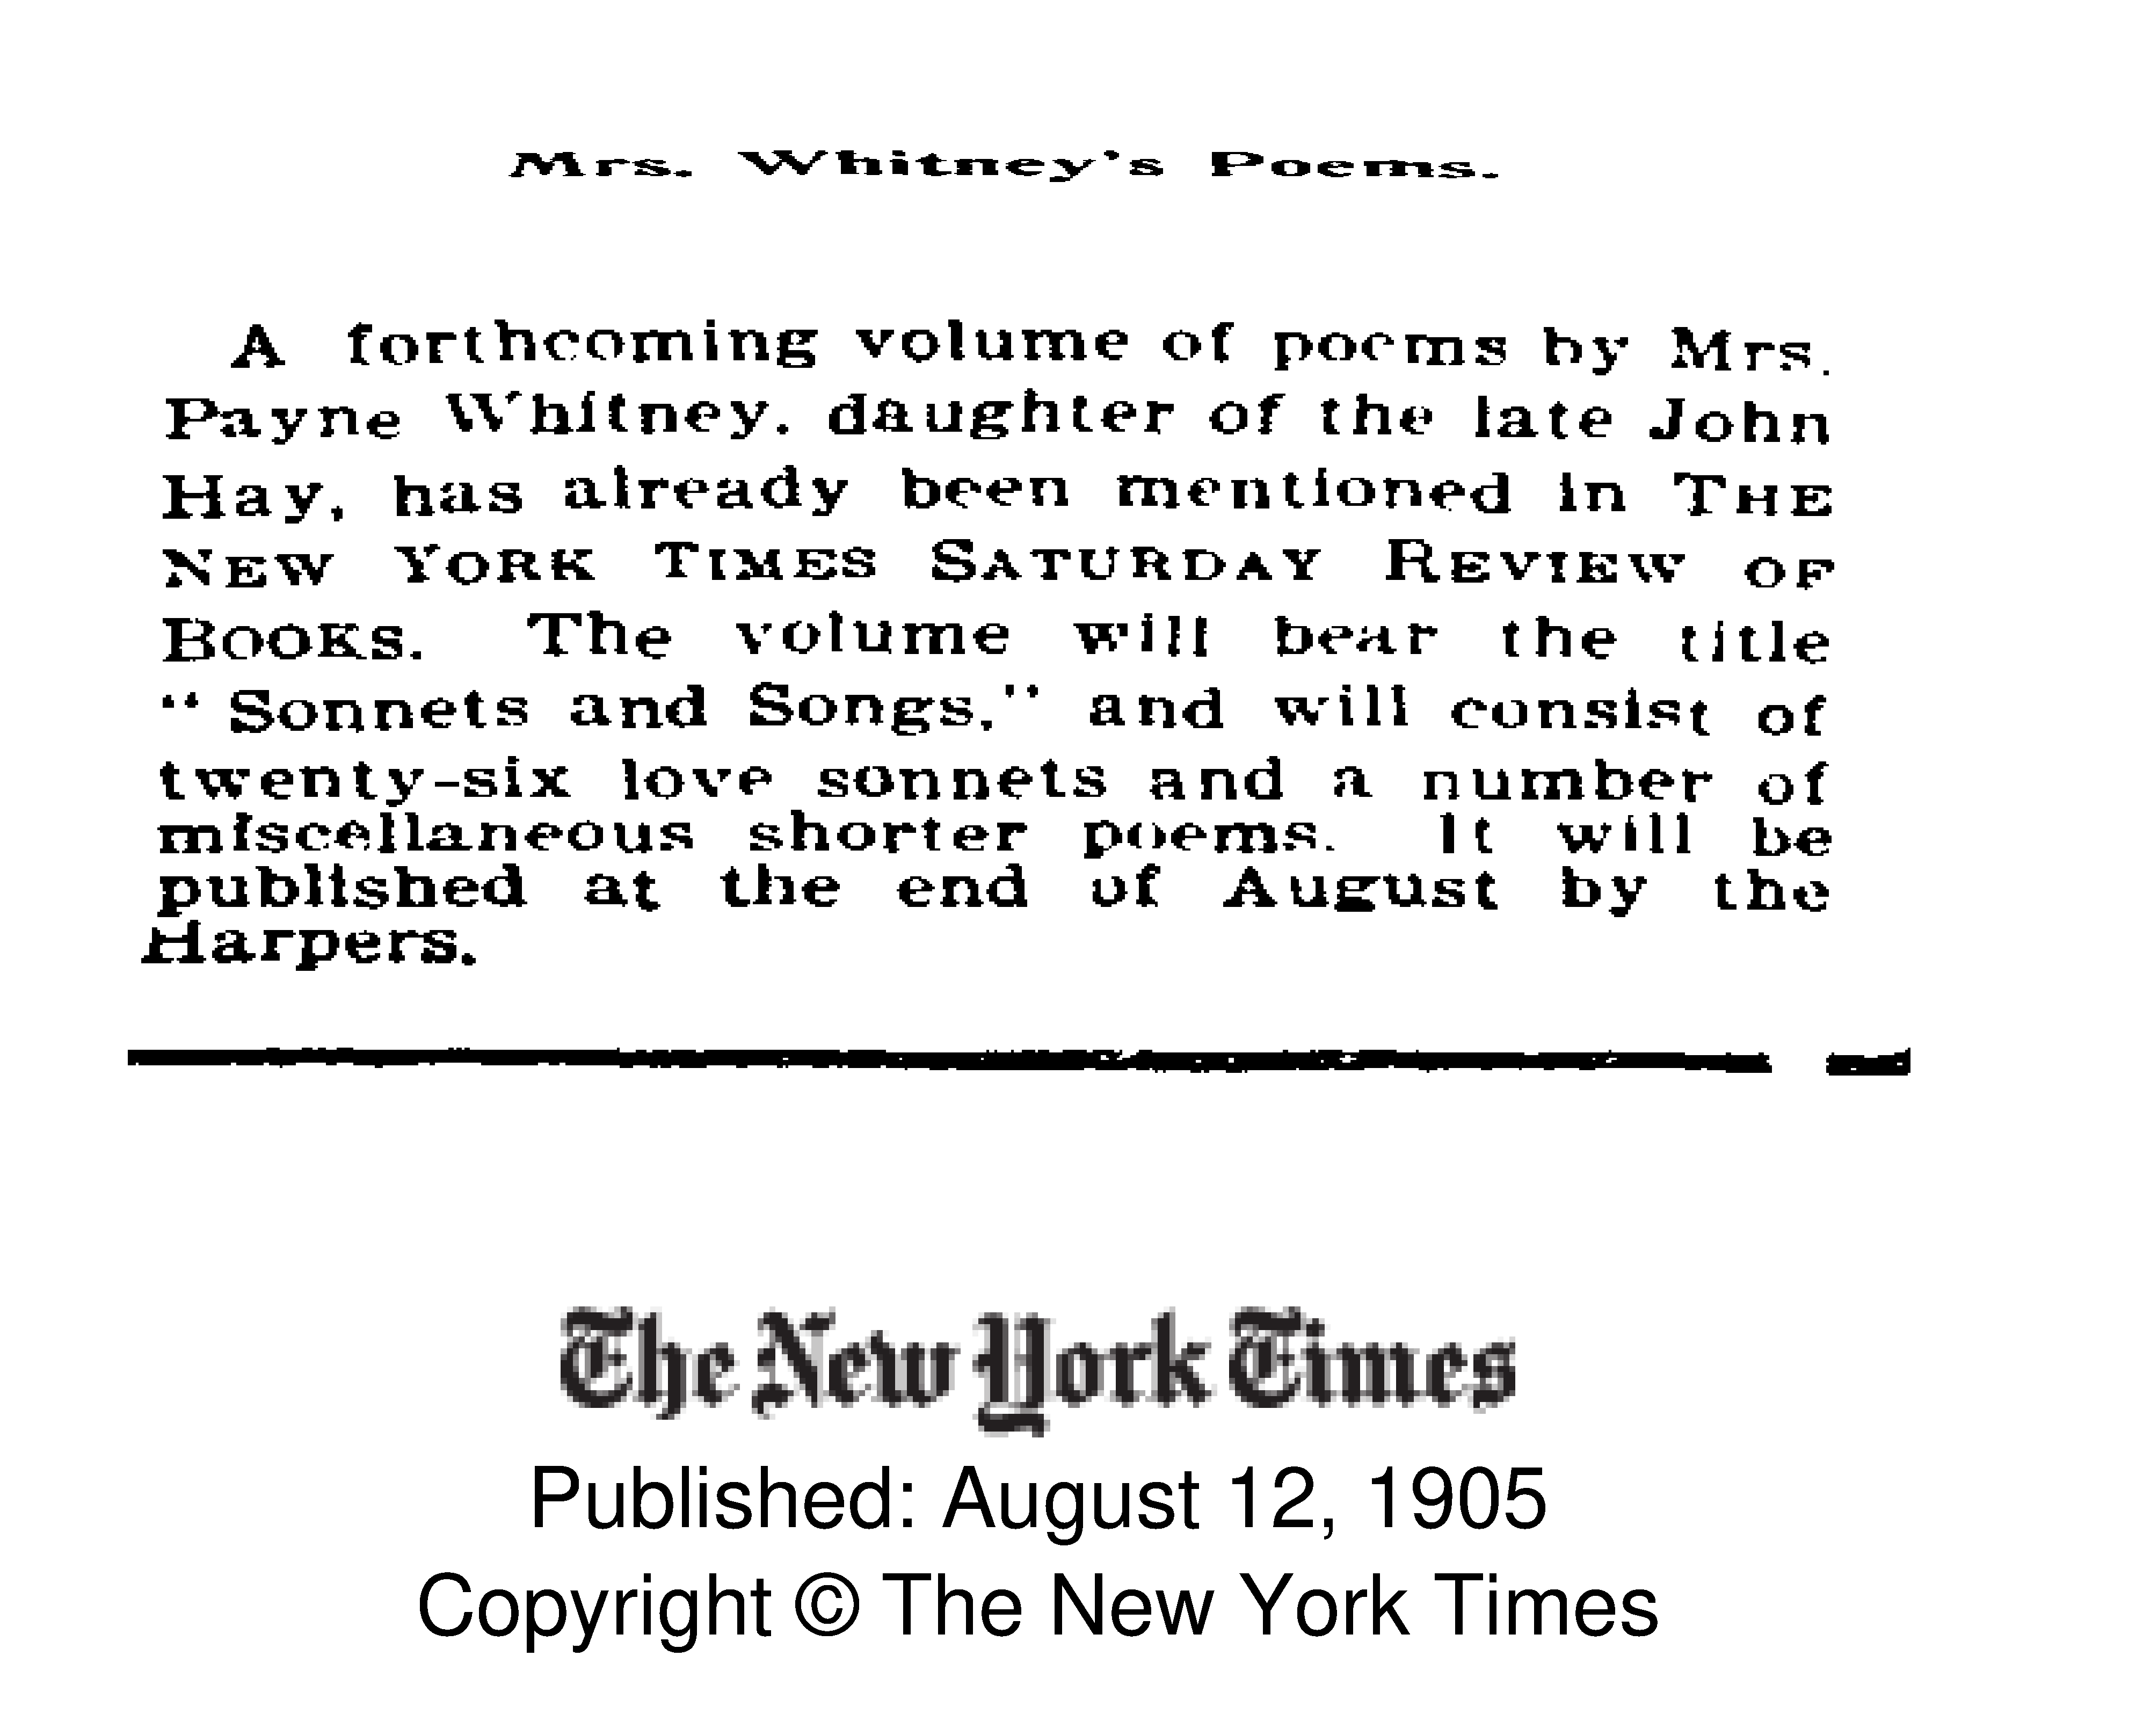 Mrs. Whitney's Poems.
A forthcoming volume of poems by Mrs.
Payne Whitney, daughter of the late John
Hay, has already been mentioned in THE
NEW YORK TIMES SATURDAY REVIEW OF
BOOKS. The volume will bear the title
“ Sonnets and Songs,” and will consist of
twenty-six love sonnets and a number of
miscellaneous shorter poems. It will be
published at the end of August by the
Harpers.
The New York Times
Published: August 12, 1905
Copyright © The New York Times